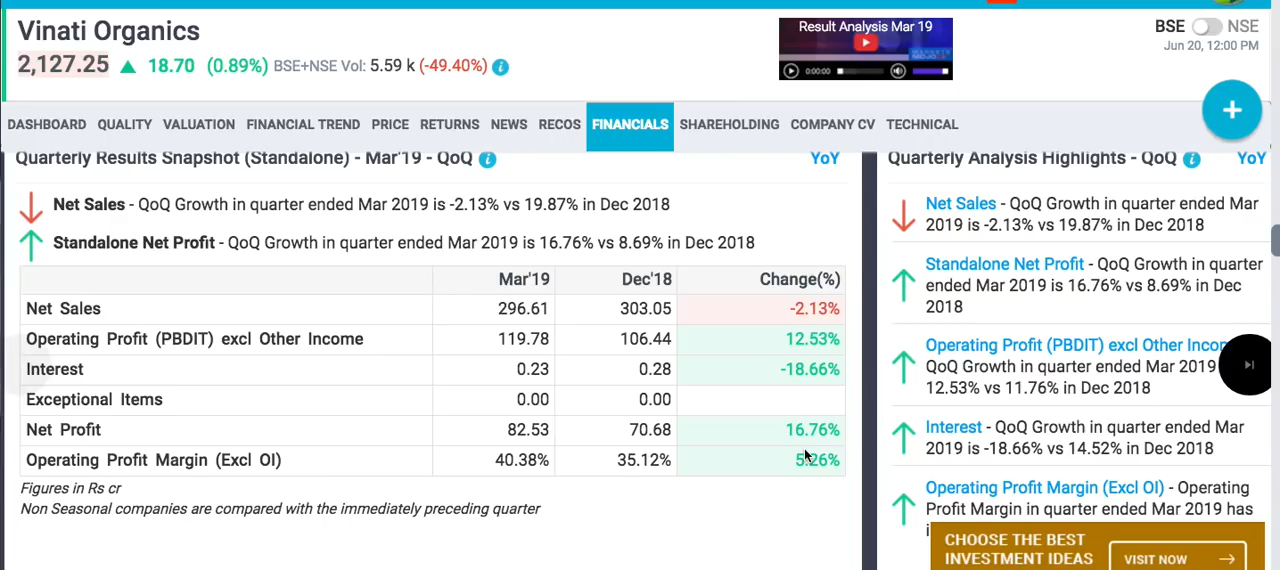 Vinati Organics
2,127.25 18.70 (0.89%) BSE+NSE Vol: 5.59 k (-49.40%) i
Result Analysis Mar 19
0:00:00
BSE NSE
Jun 20, 12:00 PM
+
DASHBOARD QUALITY VALUATION FINANCIAL TREND PRICE RETURNS NEWS RECOS FINANCIALS SHAREHOLDING COMPANY CV TECHNICAL
Quarterly Results Snapshot (Standalone) - Mar'19 - QoQ i YoY
Net Sales - QoQ Growth in quarter ended Mar 2019 is -2.13% vs 19.87% in Dec 2018
Standalone Net Profit - QoQ Growth in quarter ended Mar 2019 is 16.76% vs 8.69% in Dec 2018
Mar'19 Dec'18 Change(%)
Net Sales 296.61 303.05 -2.13%
Operating Profit (PBDIT) excl Other Income 119.78 106.44 12.53%
Interest 0.23 0.28 -18.66%
Exceptional Items 0.00 0.00
Net Profit 82.53 70.68 16.76%
Operating Profit Margin (Excl OI) 40.38% 35.12% 5.26%
Figures in Rs cr
Non Seasonal companies are compared with the immediately preceding quarter
Quarterly Analysis Highlights - QoQ i YoY
Net Sales - QoQ Growth in quarter ended Mar
2019 is -2.13% vs 19.87% in Dec 2018
Standalone Net Profit - QoQ Growth in quarter
ended Mar 2019 is 16.76% vs 8.69% in Dec
2018
Operating Profit (PBDIT) excl Other
QoQ Growth in quarter ended Mar 2019
12.53% vs 11.76% in Dec 2018
Interest - QoQ Growth in quarter ended Mar
2019 is -18.66% vs 14.52% in Dec 2018
Operating Profit Margin (Excl OI) - Operating
Profit Margin in quarter ended Mar 2019 has
CHOOSE THE BEST
INVESTMENT IDEAS
VISIT NOW